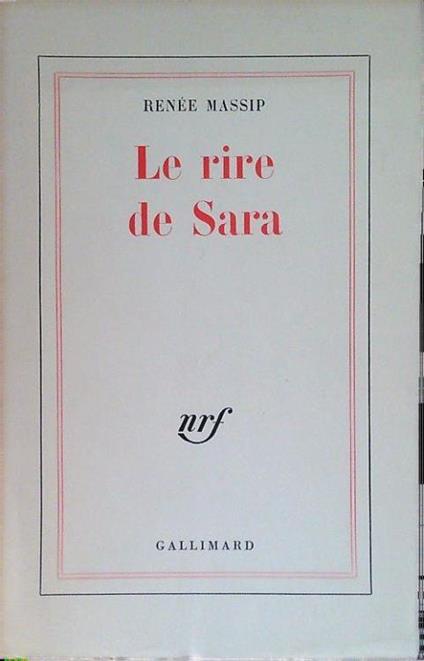 RENÉE MASSIP
Le rire
de Sara
nrf
GALLIMARD